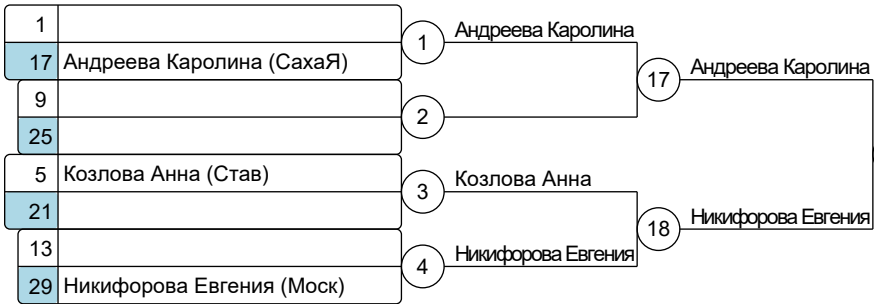 1
17 Андреева Каролина (СахаЯ)
9
25
5 Козлова Анна (Став)
21
13
29 Никифорова Евгения (Моск)
1 Андреева Каролина
2
3 Козлова Анна
4 Никифорова Евгения
17 Андреева Каролина
18 Никифорова Евгения